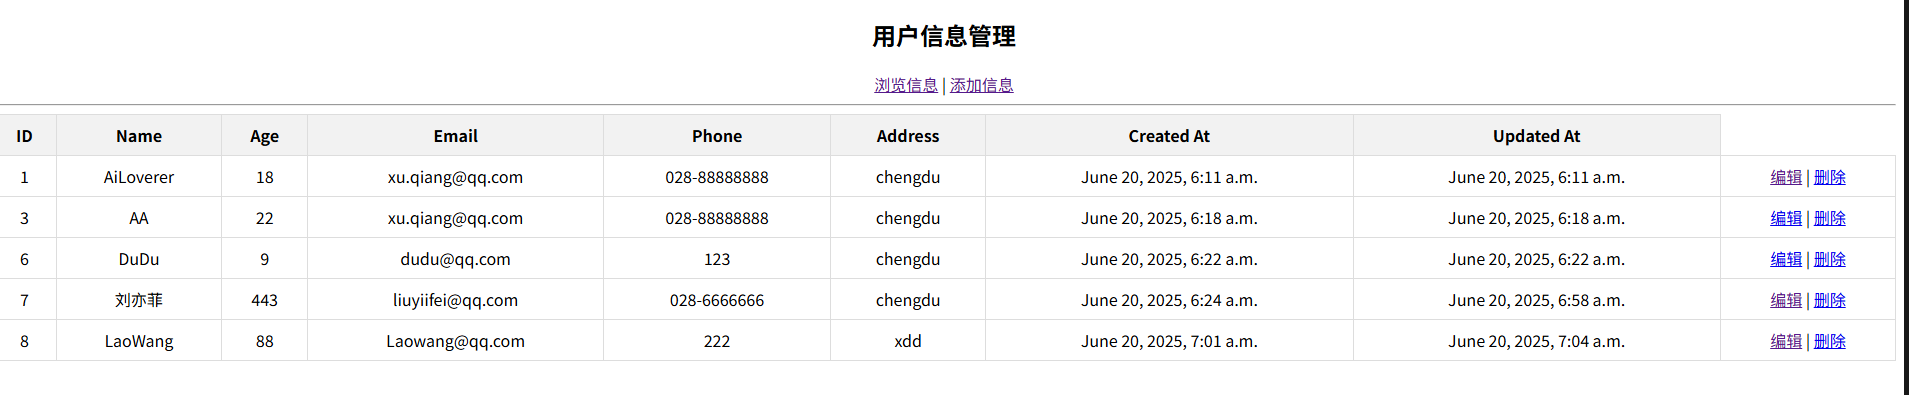 用户信息管理
浏览信息 | 添加信息
ID Name Age Email Phone Address Created At Updated At
1 AiLoverer 18 xu.qiang@qq.com 028-88888888 chengdu June 20, 2025, 6:11 a.m. June 20, 2025, 6:11 a.m. 编辑 | 删除
3 AA 22 xu.qiang@qq.com 028-88888888 chengdu June 20, 2025, 6:18 a.m. June 20, 2025, 6:18 a.m. 编辑 | 删除
6 DuDu 9 dudu@qq.com 123 chengdu June 20, 2025, 6:22 a.m. June 20, 2025, 6:22 a.m. 编辑 | 删除
7 刘亦菲 443 liuyiifei@qq.com 028-6666666 chengdu June 20, 2025, 6:24 a.m. June 20, 2025, 6:58 a.m. 编辑 | 删除
8 LaoWang 88 Laowang@qq.com 222 xdd June 20, 2025, 7:01 a.m. June 20, 2025, 7:04 a.m. 编辑 | 删除